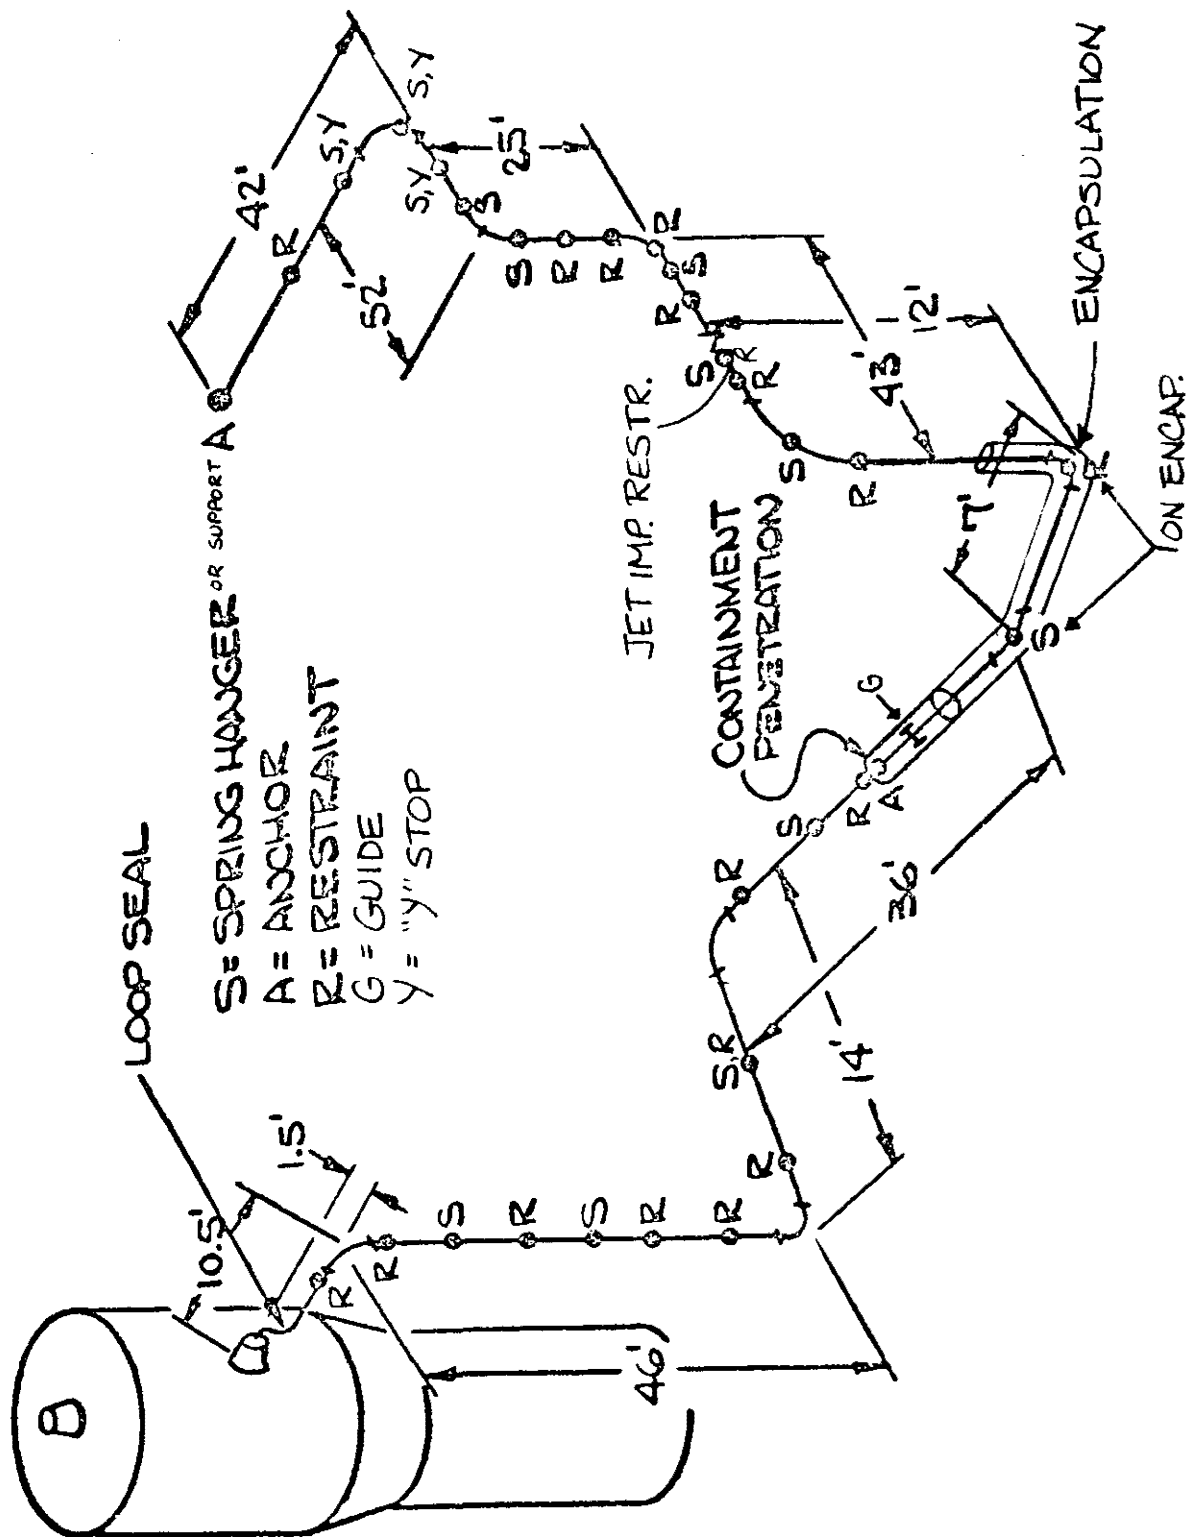 LOOP SEAL
S= SPRING HANGER OR SUPPORT
A= ANCHOR
R= RESTRAINT
G = GUIDE
Y = "Y" STOP
10.5'
1.5'
R
R
S
R
S
R
R
46'
R
S,R
14'
36'
R
S
R
A
G
CONTAINMENT
PENETRATION
S
7'
ON ENCAP.
ENCAPSULATION
12'
43'
R
S
R
R
S
JET IMP. RESTR.
R
S
R
R
R
S
25'
S
S,Y
S,Y
S,Y
52'
R
42'
A